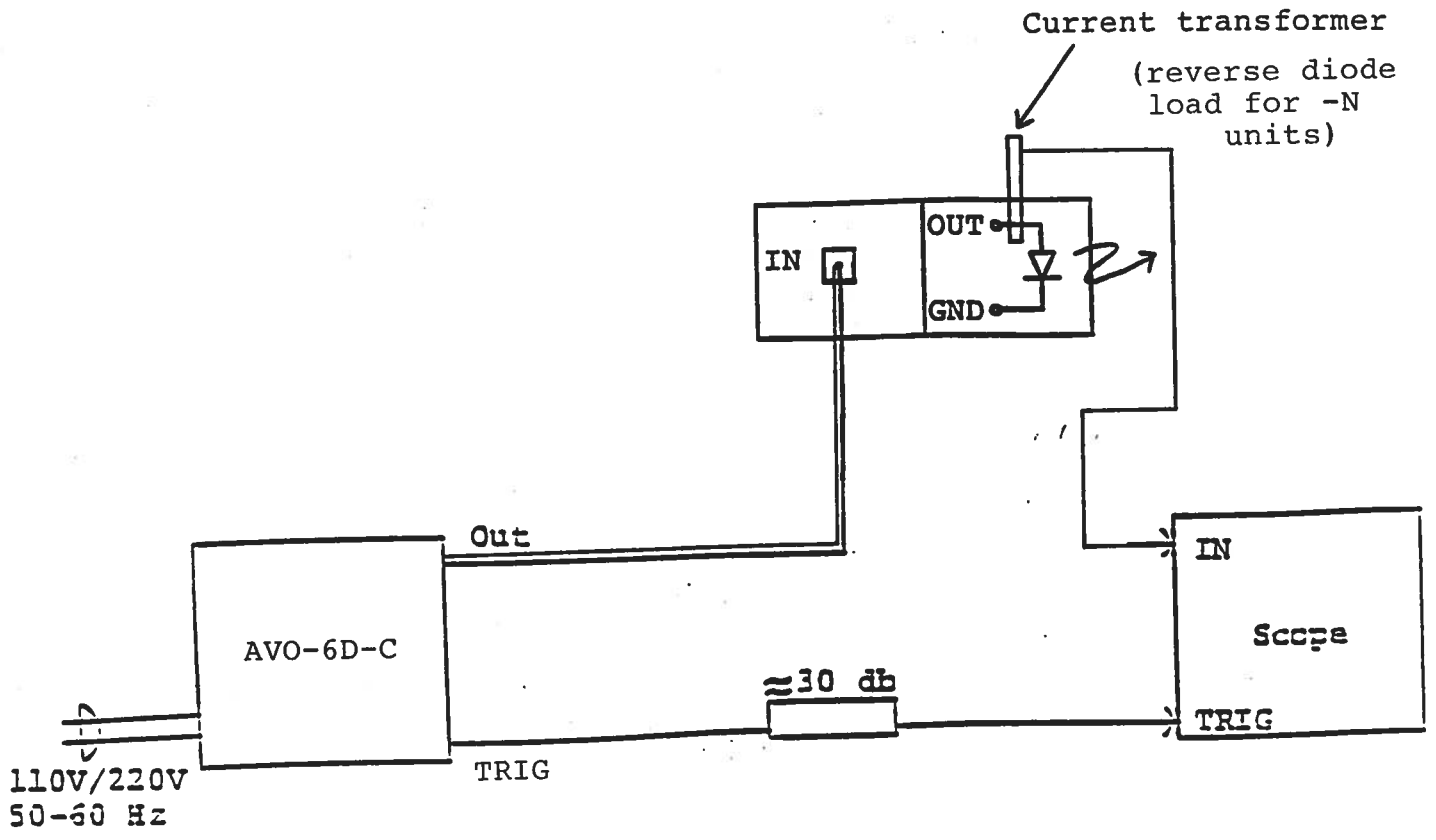 Current transformer
(reverse diode
load for -N
units)
OUT
IN
GND
Out
IN
AVO-6D-C
Scope
≈30 db
TRIG
TRIG
110V/220V
50-60 Hz